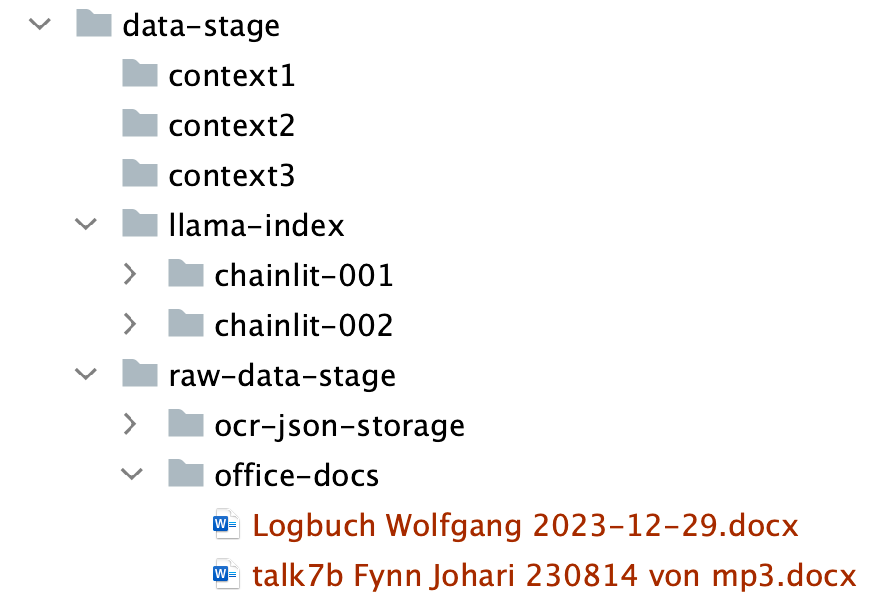 data-stage
context1
context2
context3
llama-index
chainlit-001
chainlit-002
raw-data-stage
ocr-json-storage
office-docs
W Logbuch Wolfgang 2023-12-29.docx
W talk7b Fynn Johari 230814 von mp3.docx